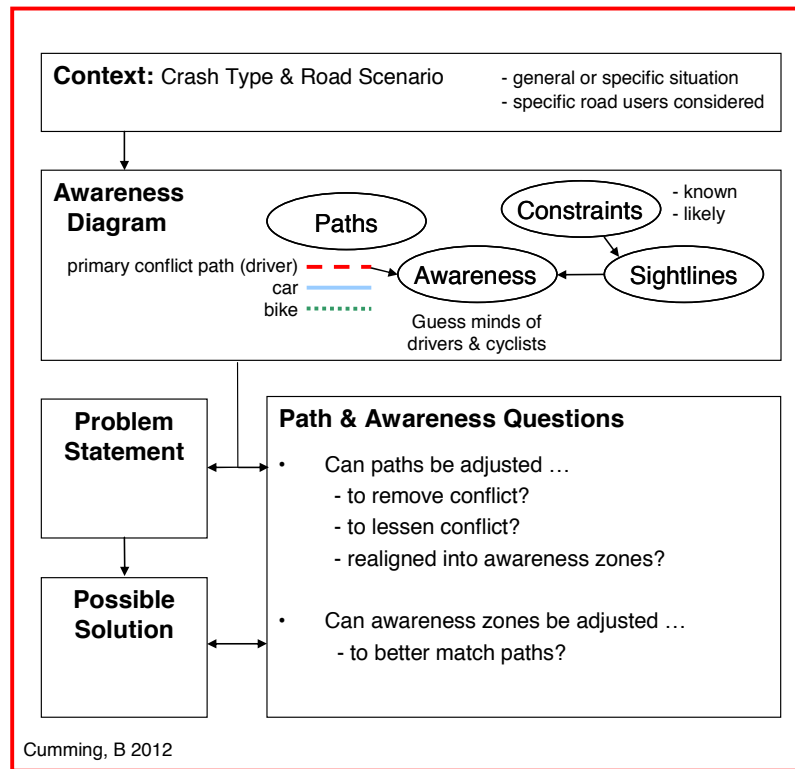 Context: Crash Type & Road Scenario
- general or specific situation
- specific road users considered
Awareness
Diagram
Paths
Constraints
- known
- likely
primary conflict path (driver)
car
bike
Awareness
Sightlines
Guess minds of
drivers & cyclists
Problem
Statement
Path & Awareness Questions
• Can paths be adjusted …
- to remove conflict?
- to lessen conflict?
- realigned into awareness zones?
Possible
Solution
• Can awareness zones be adjusted …
- to better match paths?
Cumming, B 2012